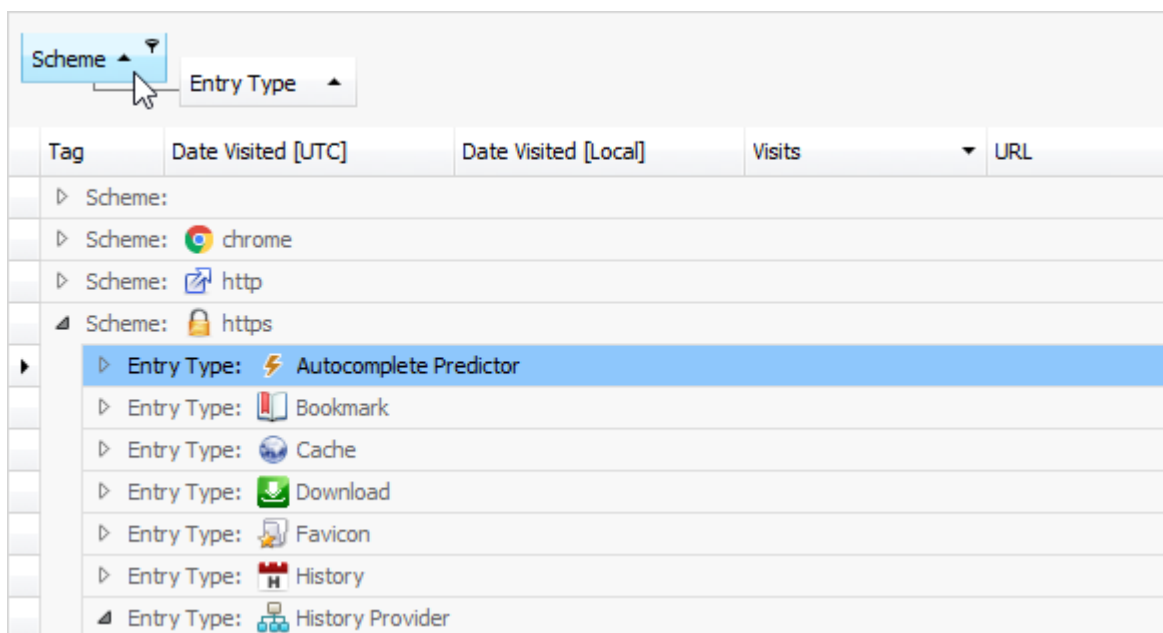 Scheme
Entry Type
Tag Date Visited [UTC] Date Visited [Local] Visits URL
Scheme:
Scheme: chrome
Scheme: http
Scheme: https
Entry Type: Autocomplete Predictor
Entry Type: Bookmark
Entry Type: Cache
Entry Type: Download
Entry Type: Favicon
Entry Type: H History
Entry Type: History Provider